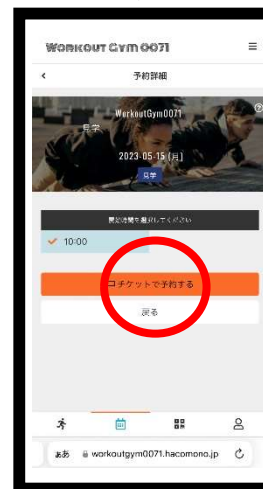 WORKOUT GYM 0071
予約詳細
WorkoutGym0071
見学
2023-05-15 (月)
見学
開始時間を選択してください
10:00
チケットで予約する
戻る
ああ workoutgym0071.hacomono.jp